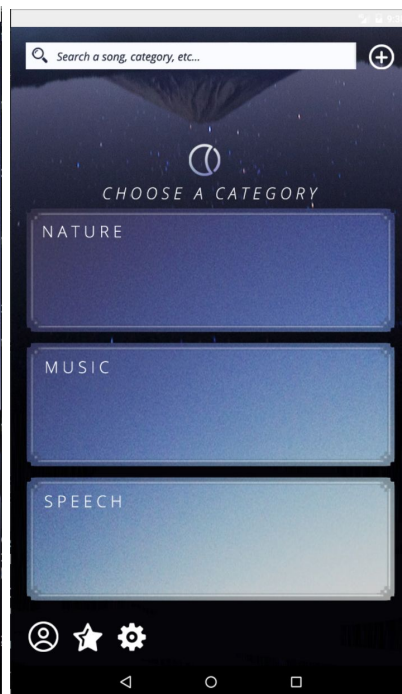 Search a song, category, etc...
CHOOSE A CATEGORY
NATURE
MUSIC
SPEECH